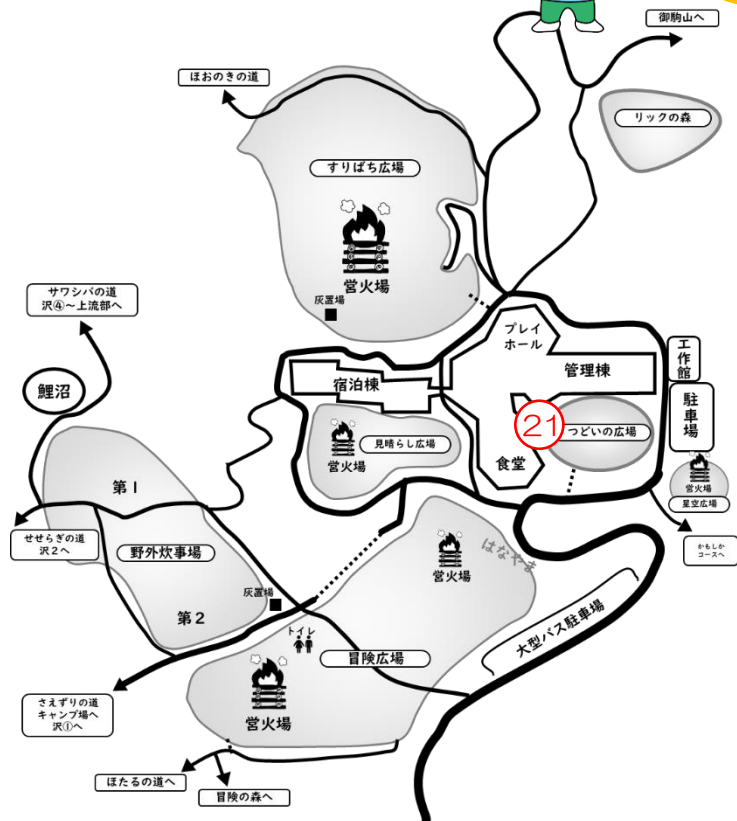 御駒山へ
ほおのきの道
リックの森
すりばち広場
営火場
灰置場
サワシバの道
沢④～上流部へ
プレイ
ホール
工作館
管理棟
宿泊棟
鯉沼
駐車場
21
つどいの広場
見晴らし広場
営火場
食堂
営火場
星空広場
第1
せせらぎの道
沢2へ
野外炊事場
はなやま
営火場
かもしか
コースへ
灰置場
第2
トイレ
冒険広場
大型バス駐車場
営火場
さえずりの道
キャンプ場へ
沢①へ
ほたるの道へ
冒険の森へ